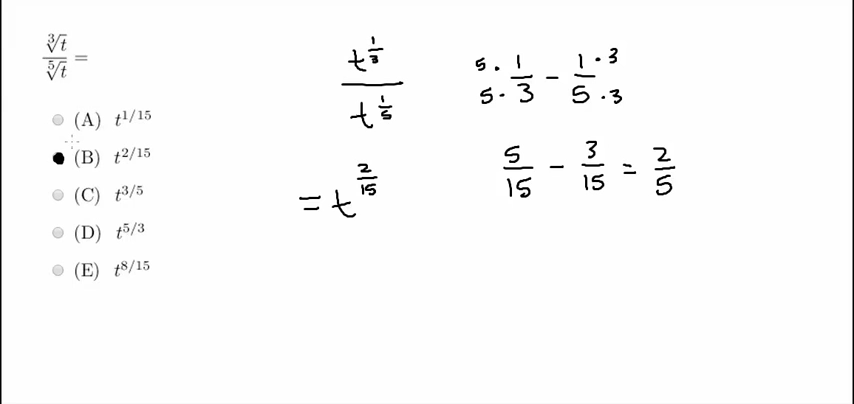 ∛t / ⁵√t =
(A) t^{1/15}
(B) t^{2/15}
(C) t^{3/5}
(D) t^{5/3}
(E) t^{8/15}
t^{1/3} / t^{1/5}
= t^{2/15}
5 · 1 / 5 · 3 − 1 · 3 / 5 · 3
5/15 − 3/15 = 2/5